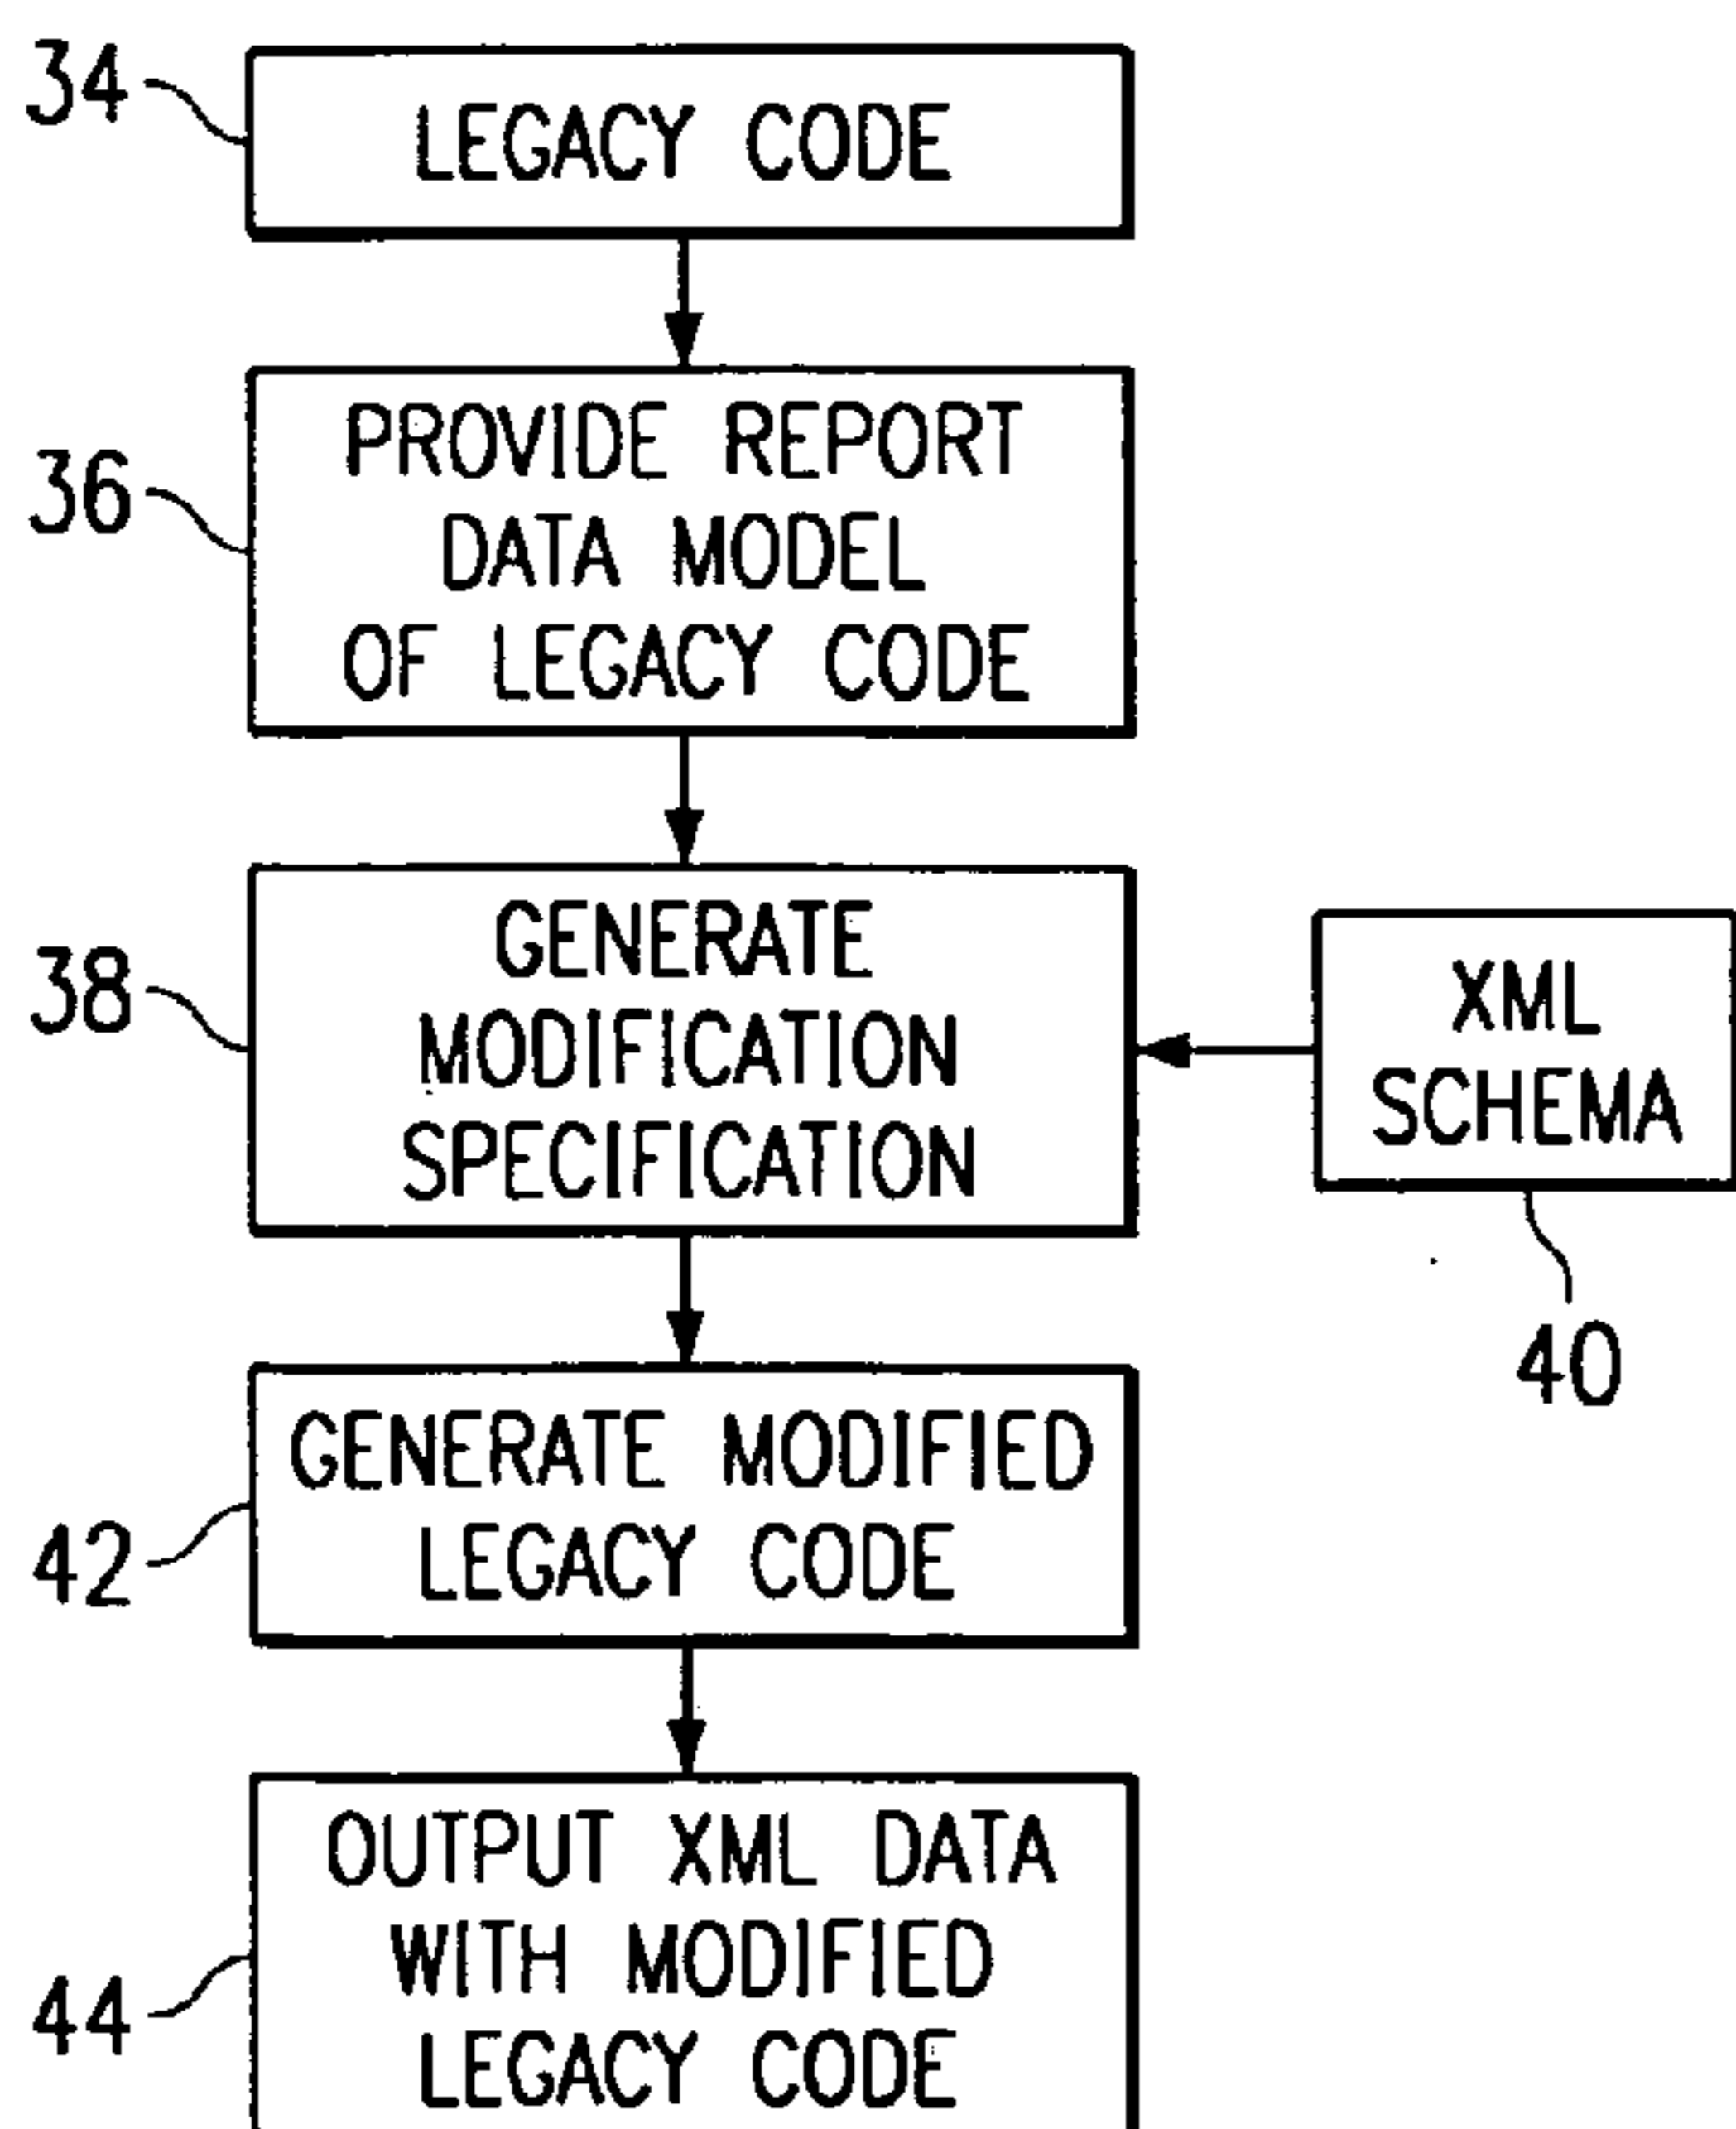 34
LEGACY CODE
36
PROVIDE REPORT
DATA MODEL
OF LEGACY CODE
38
GENERATE
MODIFICATION
SPECIFICATION
XML
SCHEMA
40
42
GENERATE MODIFIED
LEGACY CODE
44
OUTPUT XML DATA
WITH MODIFIED
LEGACY CODE